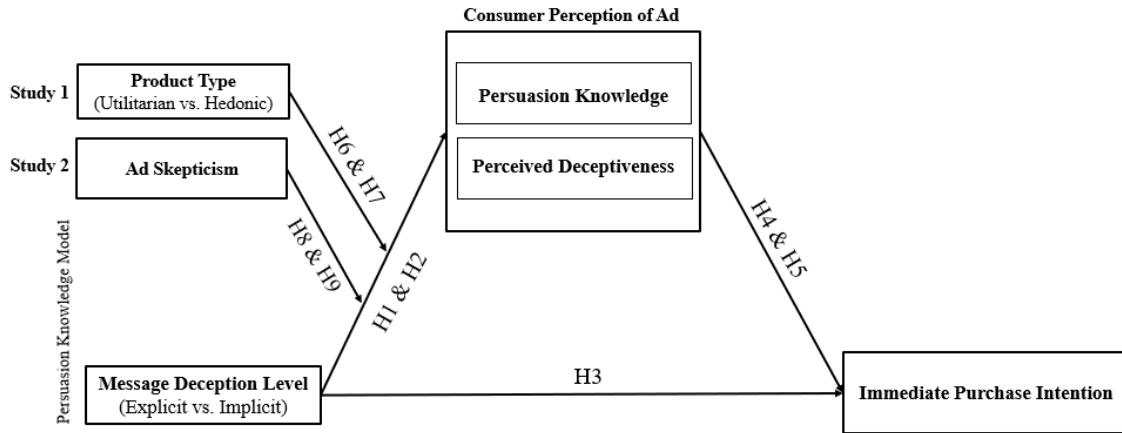 Consumer Perception of Ad
Study 1
Product Type
(Utilitarian vs. Hedonic)
Persuasion Knowledge
Study 2
Ad Skepticism
Perceived Deceptiveness
H6 & H7
H8 & H9
H1 & H2
H4 & H5
Persuasion Knowledge Model
Message Deception Level
(Explicit vs. Implicit)
H3
Immediate Purchase Intention